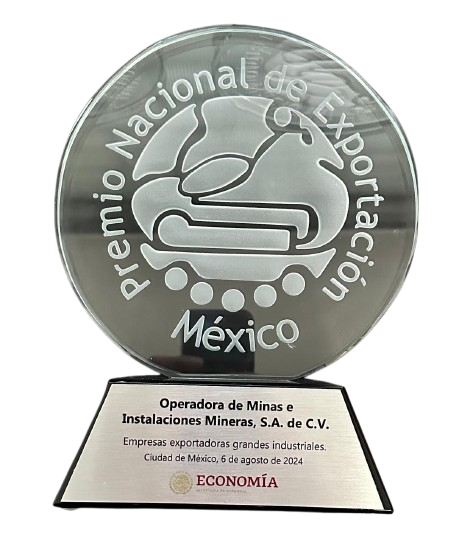 Premio Nacional de Exportación
México
Operadora de Minas e
Instalaciones Mineras, S.A. de C.V.
Empresas exportadoras grandes industriales.
Ciudad de México, 6 de agosto de 2024
ECONOMÍA